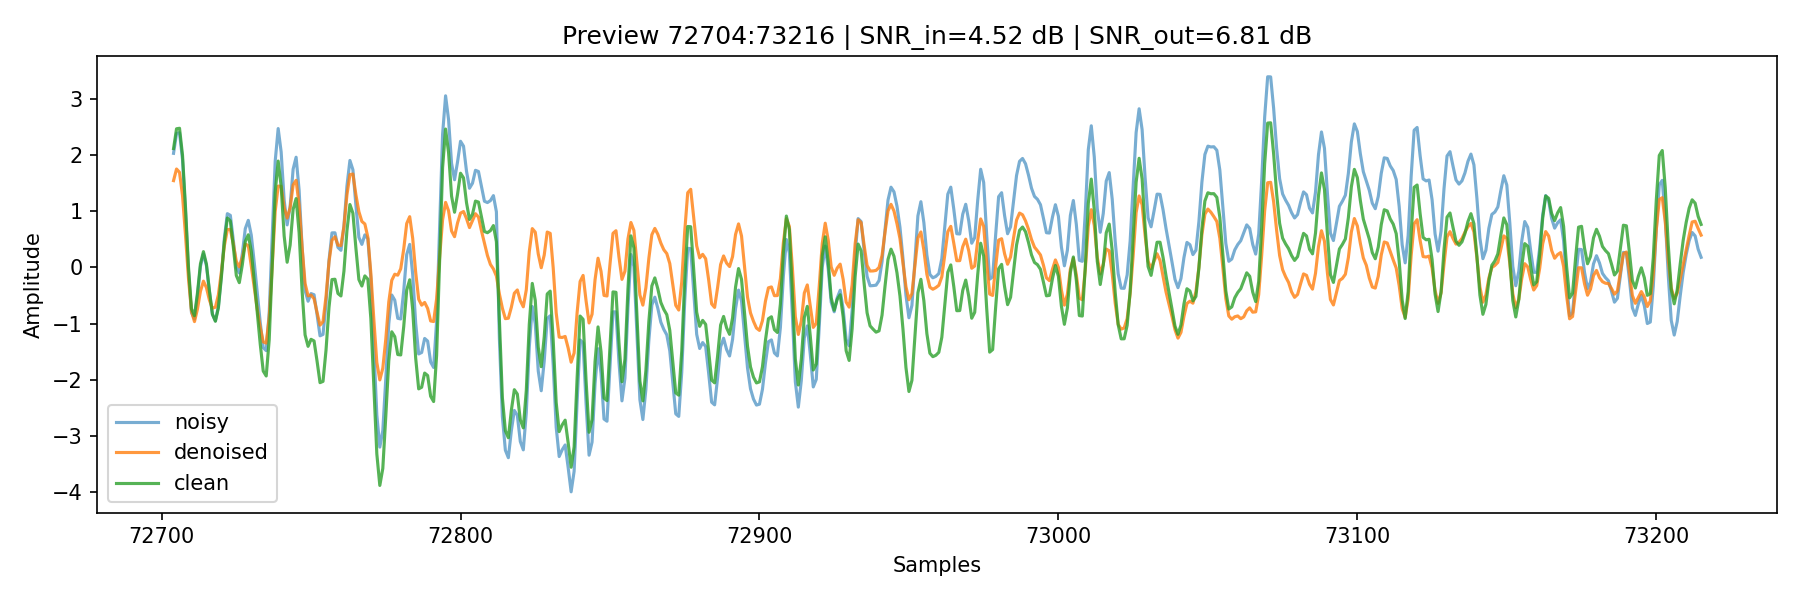 Preview 72704:73216 | SNR_in=4.52 dB | SNR_out=6.81 dB
Amplitude
3
2
1
0
−1
−2
−3
−4
noisy
denoised
clean
72700 72800 72900 73000 73100 73200
Samples